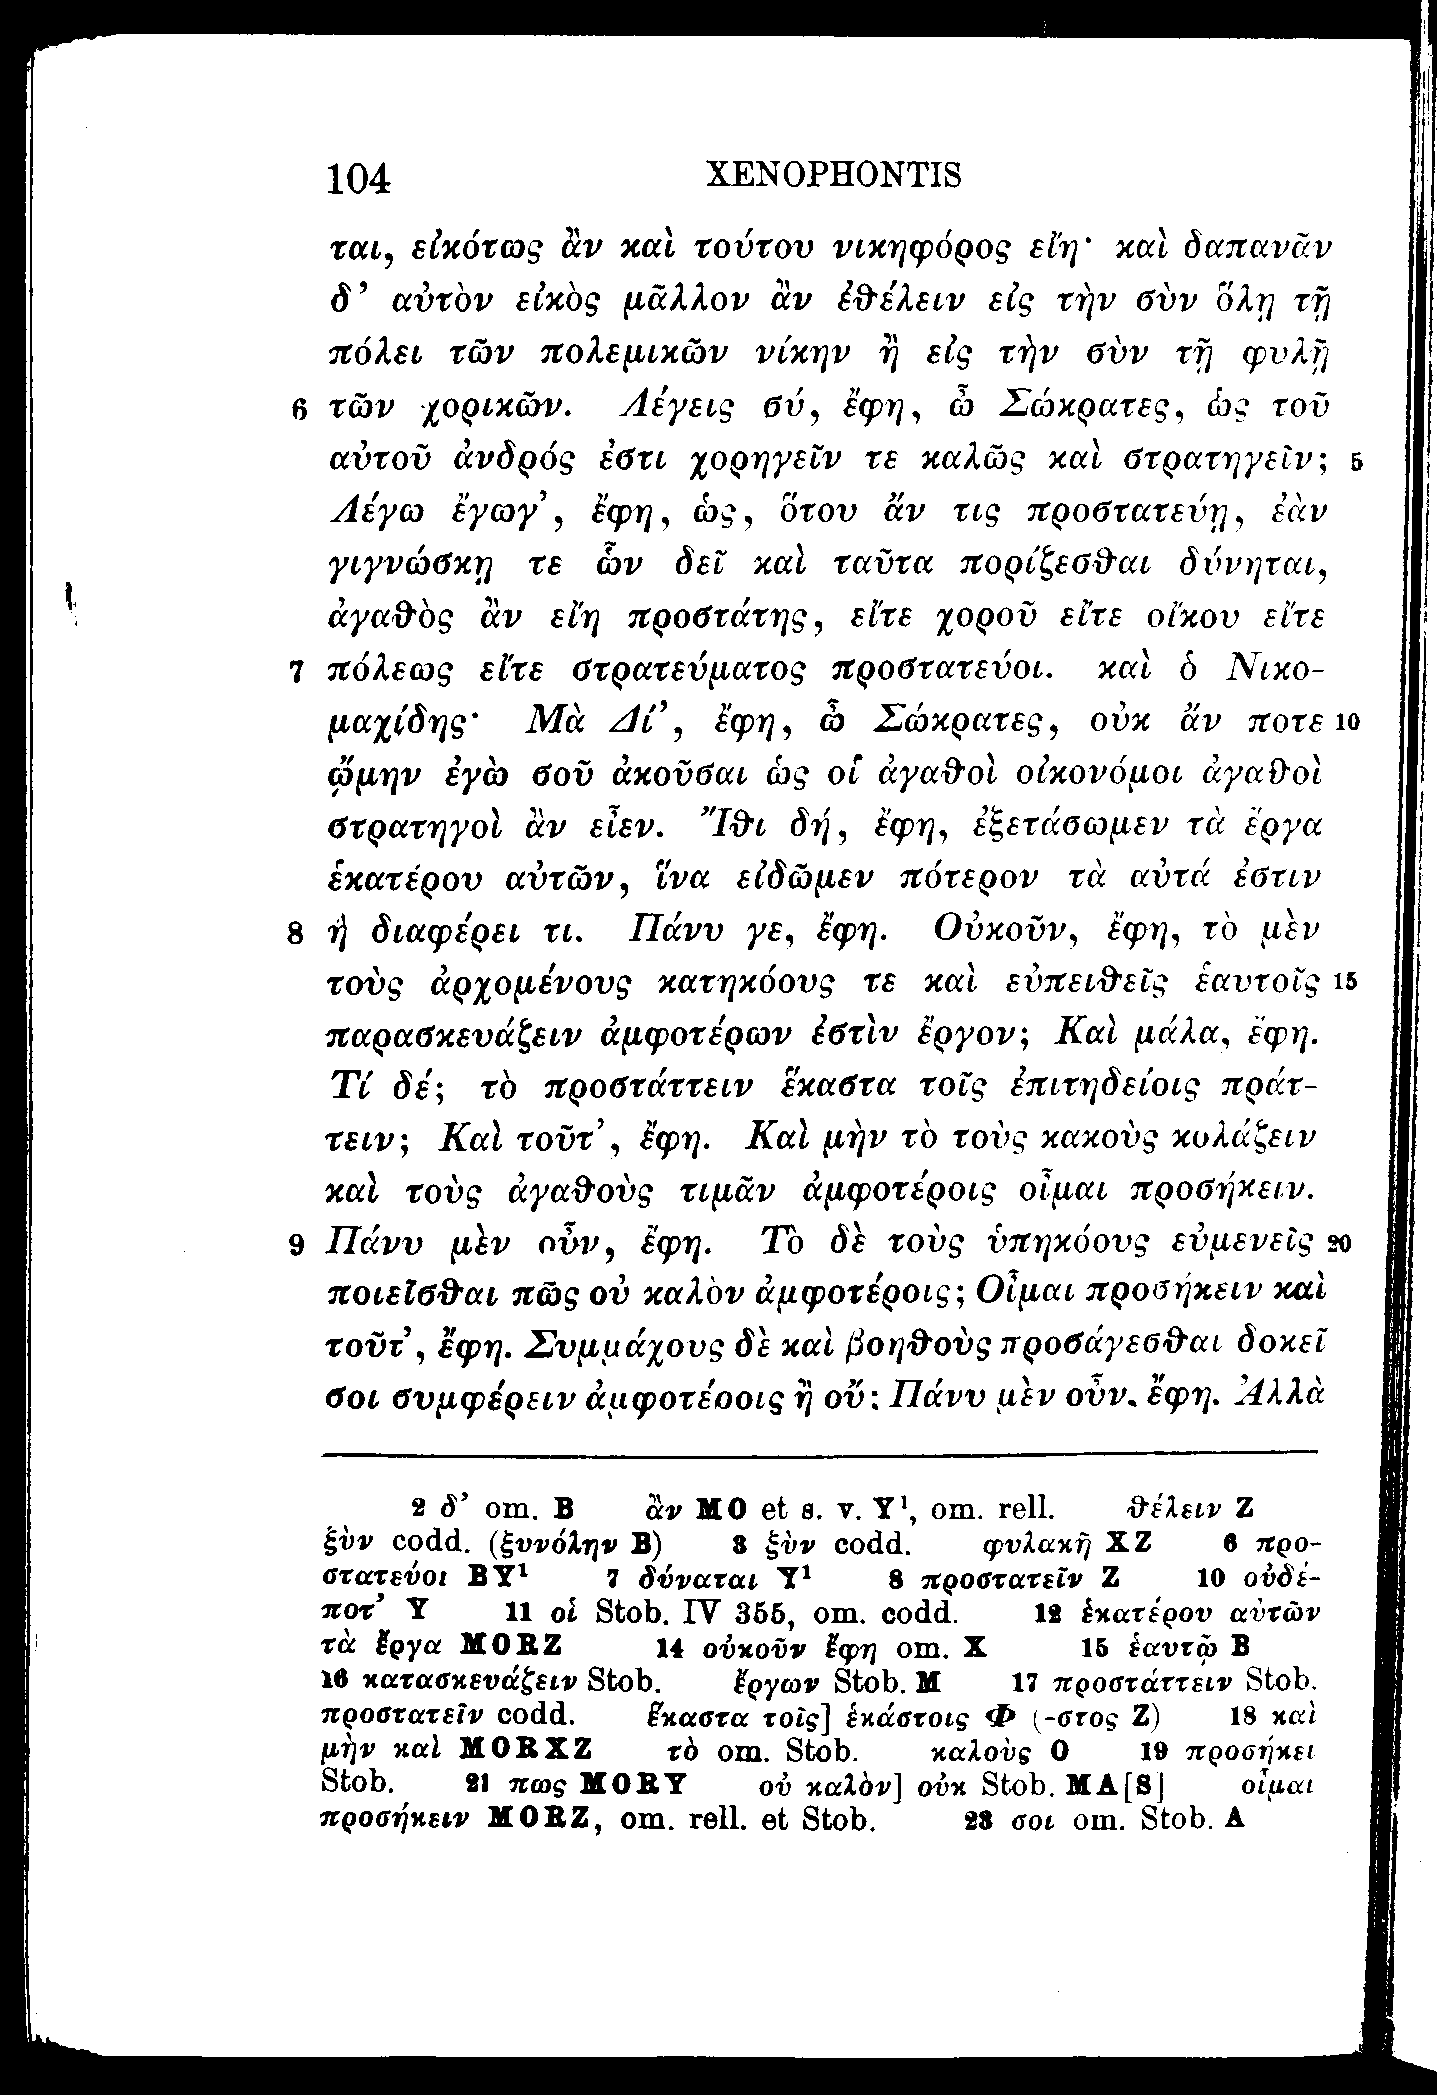 104 XENOPHONTIS
ται, εἰκότως ἂν καὶ τούτου νικηφόρος εἴη· καὶ δαπανᾶν
δ’ αὐτὸν εἰκὸς μᾶλλον ἂν ἐθέλειν εἰς τὴν σὺν ὅλῃ τῇ
πόλει τῶν πολεμικῶν νίκην ἢ εἰς τὴν σὺν τῇ φυλῇ
6 τῶν χορικῶν. Λέγεις σύ, ἔφη, ὦ Σώκρατες, ὡς τοῦ
αὐτοῦ ἀνδρός ἐστι χορηγεῖν τε καλῶς καὶ στρατηγεῖν; 5
Λέγω ἔγωγ’, ἔφη, ὡς, ὅτου ἄν τις προστατεύῃ, ἐὰν
γιγνώσκῃ τε ὧν δεῖ καὶ ταῦτα πορίζεσθαι δύνηται,
ἀγαθὸς ἂν εἴη προστάτης, εἴτε χοροῦ εἴτε οἴκου εἴτε
7 πόλεως εἴτε στρατεύματος προστατεύοι. καὶ ὁ Νικο-
μαχίδης· Μὰ Δί’, ἔφη, ὦ Σώκρατες, οὐκ ἄν ποτε 10
ᾤμην ἐγὼ σοῦ ἀκοῦσαι ὡς οἱ ἀγαθοὶ οἰκονόμοι ἀγαθοὶ
στρατηγοὶ ἂν εἶεν. Ἴθι δή, ἔφη, ἐξετάσωμεν τὰ ἔργα
ἑκατέρου αὐτῶν, ἵνα εἰδῶμεν πότερον τὰ αὐτά ἐστιν
8 ἢ διαφέρει τι. Πάνυ γε, ἔφη. Οὐκοῦν, ἔφη, τὸ μὲν
τοὺς ἀρχομένους κατηκόους τε καὶ εὐπειθεῖς ἑαυτοῖς 15
παρασκευάζειν ἀμφοτέρων ἐστὶν ἔργον; Καὶ μάλα, ἔφη.
Τί δέ; τὸ προστάττειν ἕκαστα τοῖς ἐπιτηδείοις πράτ-
τειν; Καὶ τοῦτ’, ἔφη. Καὶ μὴν τὸ τοὺς κακοὺς κολάζειν
καὶ τοὺς ἀγαθοὺς τιμᾶν ἀμφοτέροις οἶμαι προσήκειν.
9 Πάνυ μὲν οὖν, ἔφη. Τὸ δὲ τοὺς ὑπηκόους εὐμενεῖς 20
ποιεῖσθαι πῶς οὐ καλὸν ἀμφοτέροις; Οἶμαι προσήκειν καὶ
τοῦτ’, ἔφη. Συμμάχους δὲ καὶ βοηθοὺς προσάγεσθαι δοκεῖ
σοι συμφέρειν ἀμφοτέροις ἢ οὔ; Πάνυ μὲν οὖν, ἔφη. Ἀλλὰ
2 δ’ om. B ἂν MO et s. v. Y¹, om. rell. θέλειν Z
ξὺν codd. (ξυνόλην B) 3 ξὺν codd. φυλακῇ XZ 6 προ-
στατεύοι BY¹ 7 δύναται Y¹ 8 προστατεῖν Z 10 οὐδέ-
ποτ’ Y 11 οἱ Stob. IV 355, om. codd. 12 ἑκατέρου αὐτῶν
τὰ ἔργα MORZ 14 οὐκοῦν ἔφη om. X 15 ἑαυτῷ B
16 κατασκευάζειν Stob. ἔργων Stob. M 17 προστάττειν Stob.
προστατεῖν codd. ἕκαστα τοῖς] ἑκάστοις Φ (-στος Z) 18 καὶ
μὴν καὶ MORXZ τὸ om. Stob. καλοὺς O 19 προσήκει
Stob. 21 πως MORY οὐ καλὸν] οὐκ Stob. MA[S] οἶμαι
προσήκειν MORZ, om. rell. et Stob. 23 σοι om. Stob. A